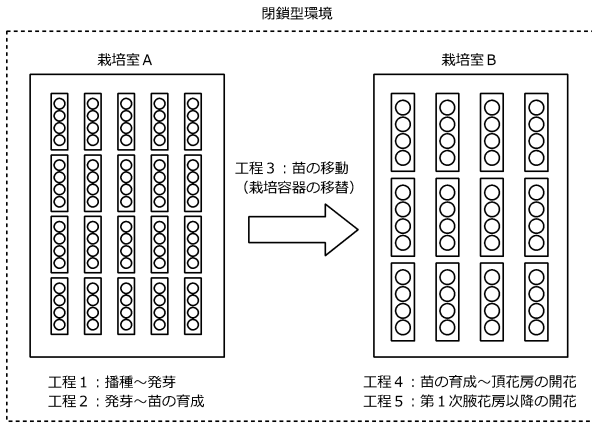 閉鎖型環境
栽培室A
栽培室B
工程3：苗の移動
（栽培容器の移替）
工程1：播種～発芽
工程2：発芽～苗の育成
工程4：苗の育成～頂花房の開花
工程5：第1次腋花房以降の開花